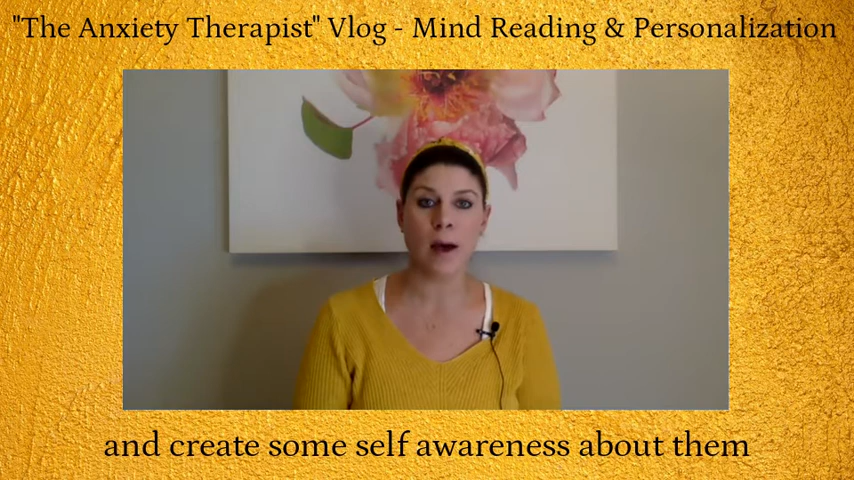 "The Anxiety Therapist" Vlog - Mind Reading & Personalization
and create some self awareness about them